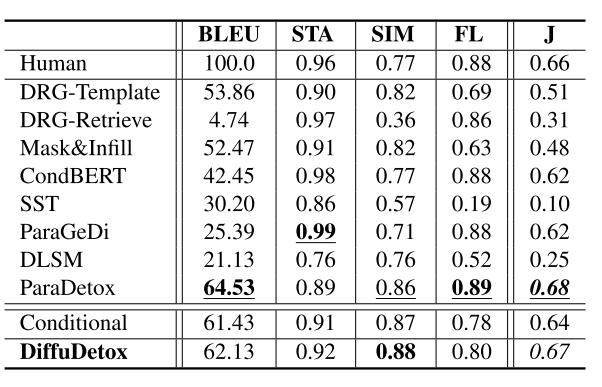 BLEU STA SIM FL J
Human 100.0 0.96 0.77 0.88 0.66
DRG-Template 53.86 0.90 0.82 0.69 0.51
DRG-Retrieve 4.74 0.97 0.36 0.86 0.31
Mask&Infill 52.47 0.91 0.82 0.63 0.48
CondBERT 42.45 0.98 0.77 0.88 0.62
SST 30.20 0.86 0.57 0.19 0.10
ParaGeDi 25.39 0.99 0.71 0.88 0.62
DLSM 21.13 0.76 0.76 0.52 0.25
ParaDetox 64.53 0.89 0.86 0.89 0.68
Conditional 61.43 0.91 0.87 0.78 0.64
DiffuDetox 62.13 0.92 0.88 0.80 0.67